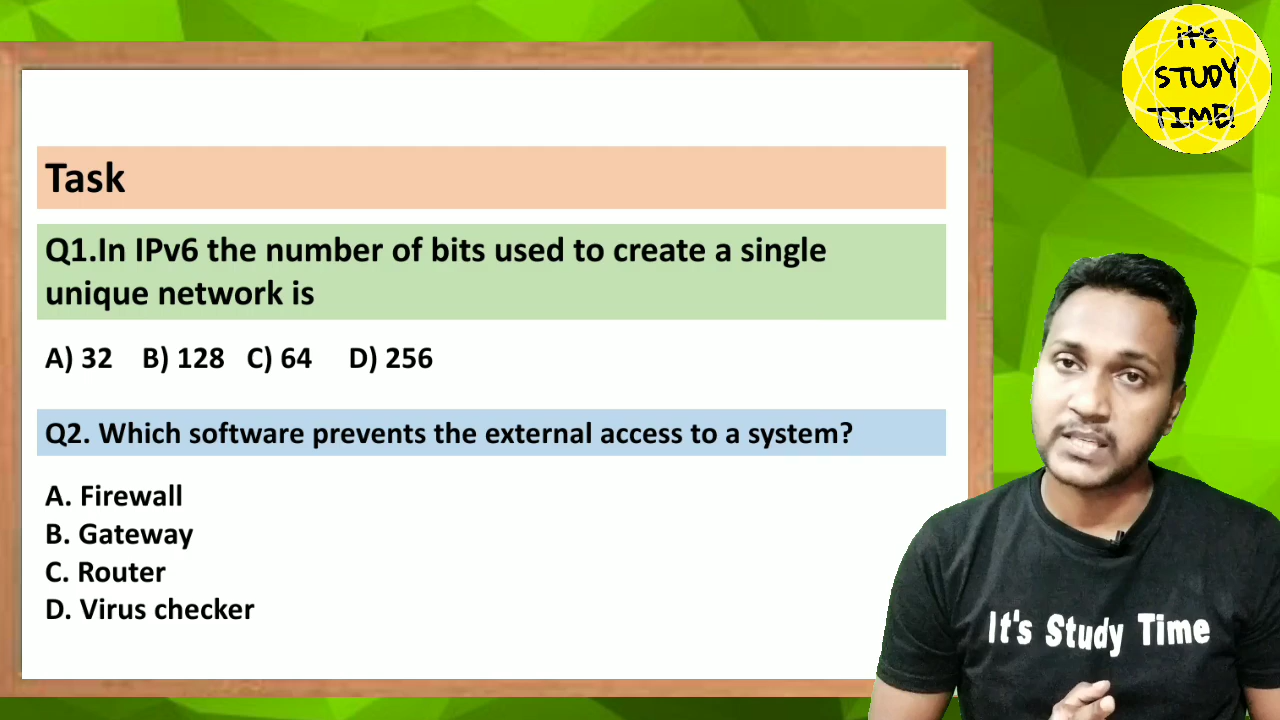 it's
STUDY
TIME!
Task
Q1.In IPv6 the number of bits used to create a single
unique network is
A) 32 B) 128 C) 64 D) 256
Q2. Which software prevents the external access to a system?
A. Firewall
B. Gateway
C. Router
D. Virus checker
It's Study Time